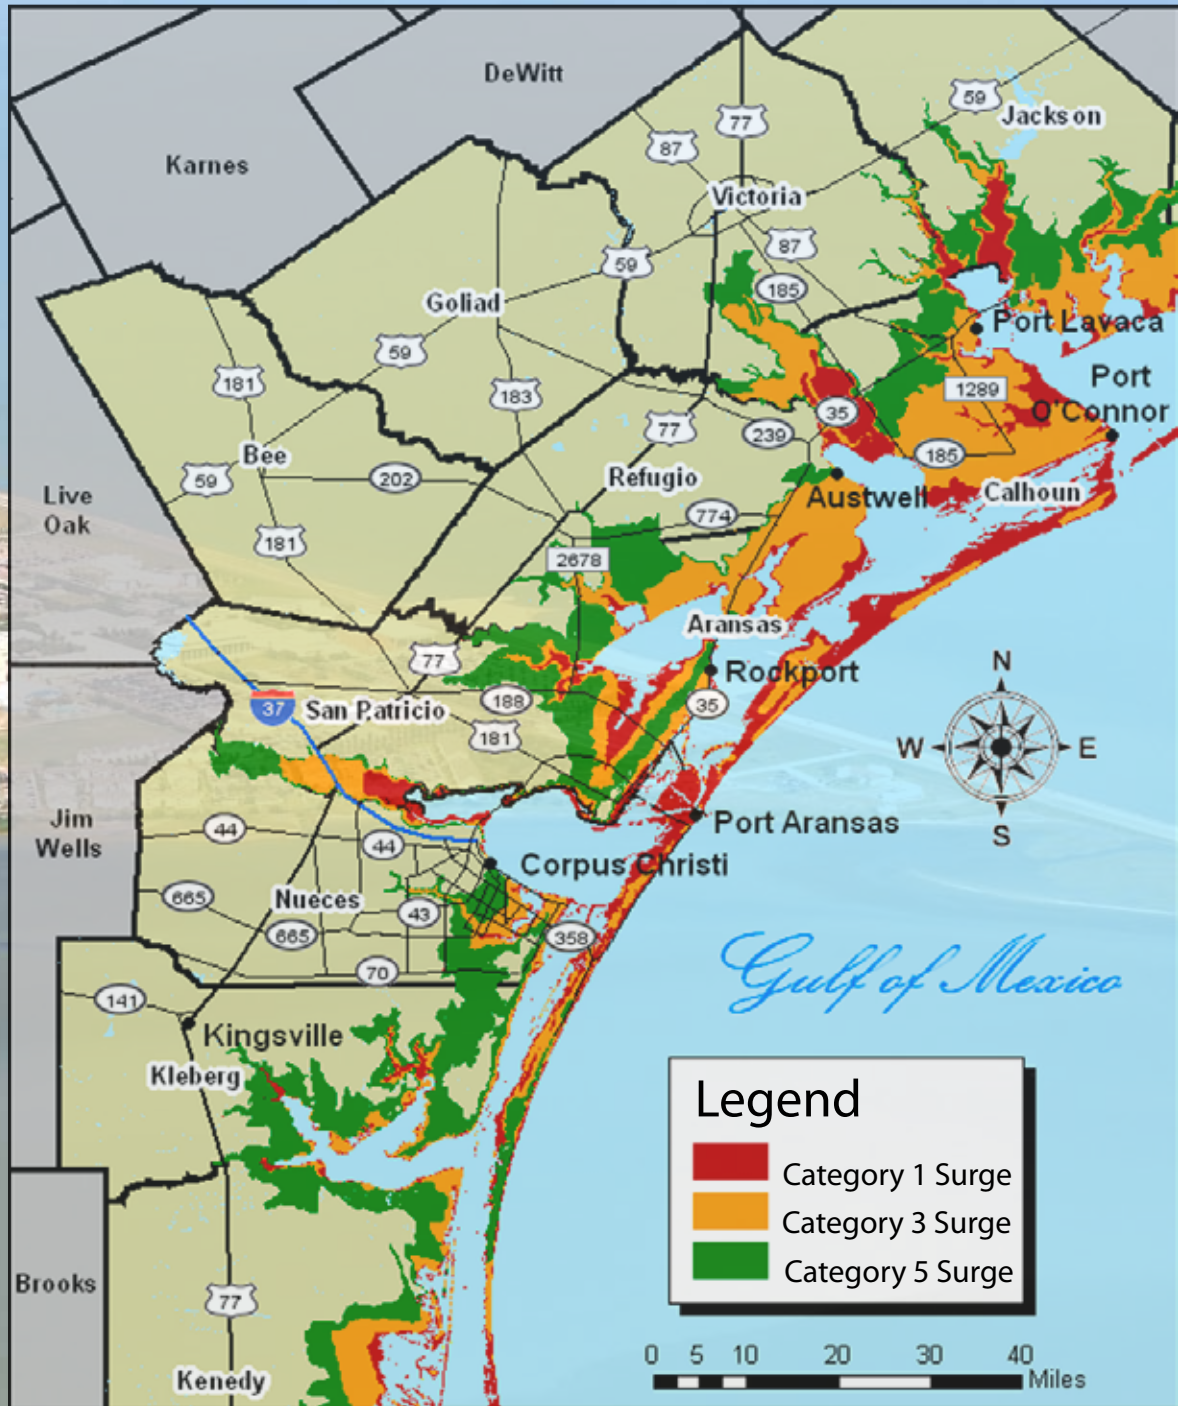 DeWitt
59
Jackson
77
87
Karnes
Victoria
87
59
185
Goliad
Port Lavaca
59
181
Port
O'Connor
1289
183
35
77
239
Bee
185
59
202
Refugio
Live
Oak
Austwell
Calhoun
774
181
2678
Aransas
77
Rockport
188
35
37
San Patricio
181
N
W
E
S
Jim
Wells
44
44
Port Aransas
Corpus Christi
665
Nueces
43
665
358
70
Gulf of Mexico
141
Kingsville
Kleberg
Legend
Category 1 Surge
Category 3 Surge
Category 5 Surge
Brooks
77
Kenedy
0 5 10 20 30 40
Miles